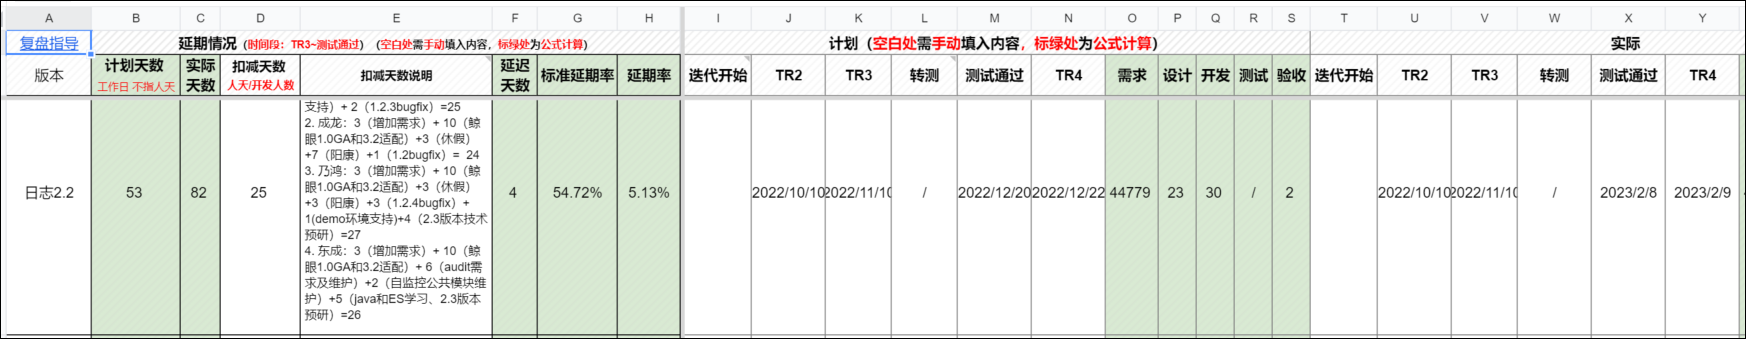 A B C D E F G H I J K L M N O P Q R S T U V W X Y
复盘指导 延期情况（时间段：TR3~测试通过）（空白处需手动填入内容，标绿处为公式计算） 计划（空白处需手动填入内容，标绿处为公式计算） 实际
版本 计划天数 工作日 不指人天 实际天数 扣减天数 人天/开发人数 扣减天数说明 延迟天数 标准延期率 延期率 迭代开始 TR2 TR3 转测 测试通过 TR4 需求 设计 开发 测试 验收 迭代开始 TR2 TR3 转测 测试通过 TR4
日志2.2 53 82 25
支持）+ 2（1.2.3bugfix）=25
2. 成龙：3（增加需求）+ 10（鲸
眼1.0GA和3.2适配）+3（休假）
+7（阳康）+1（1.2bugfix）= 24
3. 乃鸿：3（增加需求）+ 10（鲸
眼1.0GA和3.2适配）+3（休假）
+3（阳康）+3（1.2.4bugfix）+
1(demo环境支持)+4（2.3版本技术
预研）=27
4. 东成：3（增加需求）+ 10（鲸
眼1.0GA和3.2适配）+ 6（audit需
求及维护）+2（自监控公共模块维
护）+5（java和ES学习、2.3版本
预研）=26
4 54.72% 5.13% 2022/10/10 2022/11/10 / 2022/12/20 2022/12/22 44779 23 30 / 2 2022/10/10 2022/11/10 / 2023/2/8 2023/2/9